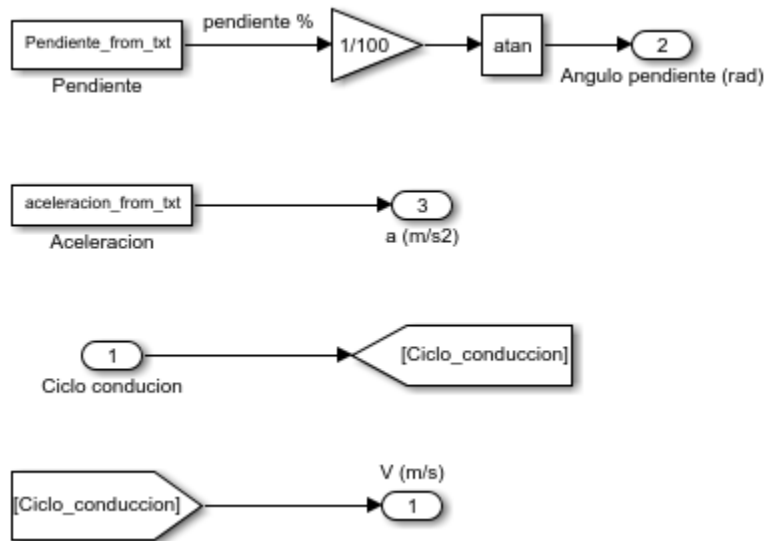 pendiente %
Pendiente_from_txt
1/100
atan
2
Pendiente
Angulo pendiente (rad)
aceleracion_from_txt
3
Aceleracion
a (m/s2)
1
[Ciclo_conduccion]
Ciclo conducion
V (m/s)
[Ciclo_conduccion]
1